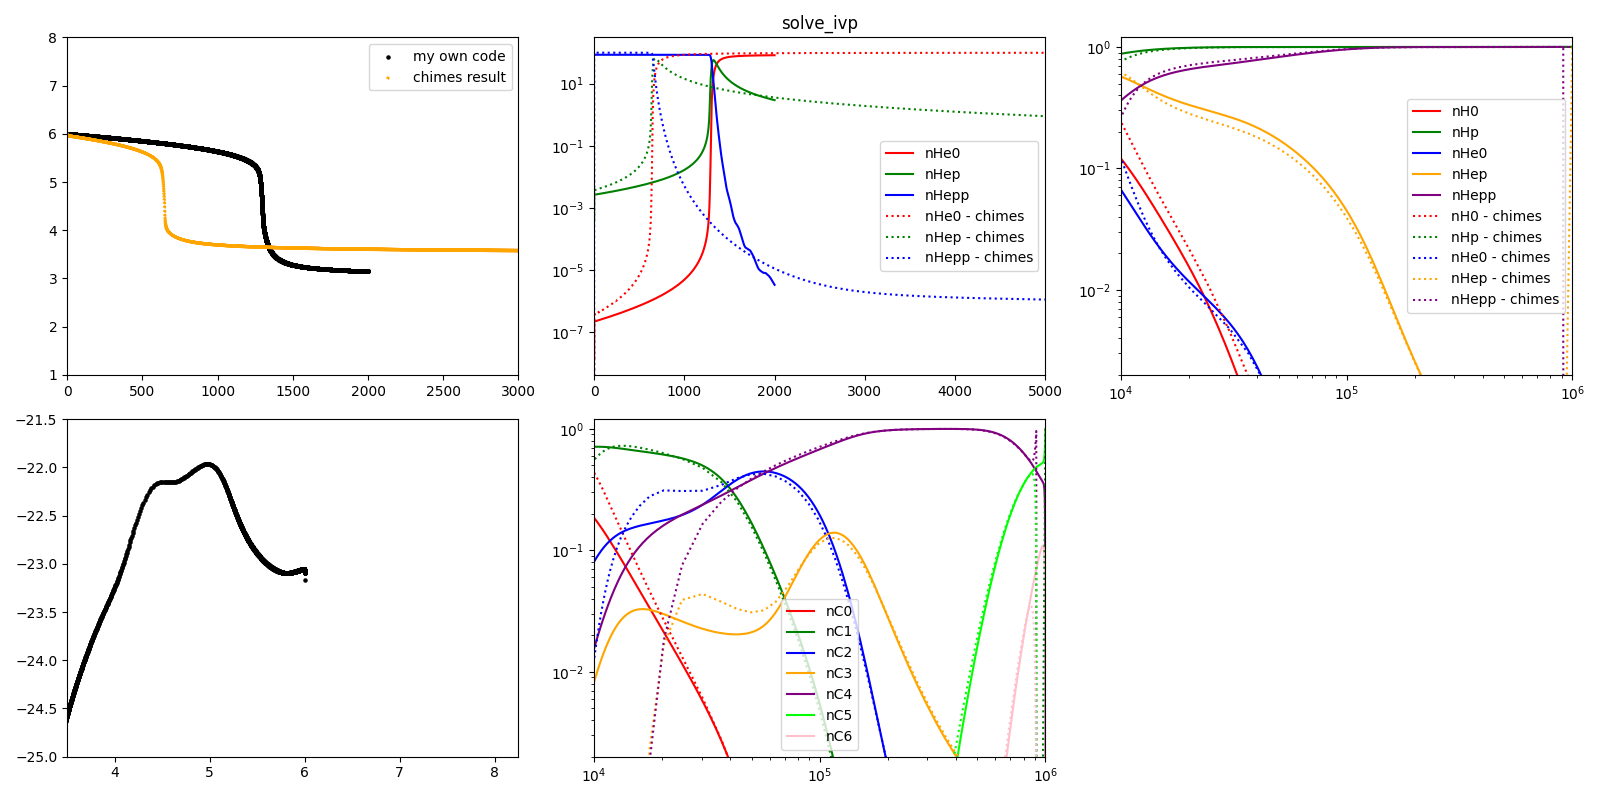 solve_ivp
8
7
6
5
4
3
2
1
0 500 1000 1500 2000 2500 3000
my own code
chimes result
10^1
10^-1
10^-3
10^-5
10^-7
0 1000 2000 3000 4000 5000
nHe0
nHep
nHepp
nHe0 - chimes
nHep - chimes
nHepp - chimes
10^0
10^-1
10^-2
10^4 10^5 10^6
nH0
nHp
nHe0
nHep
nHepp
nH0 - chimes
nHp - chimes
nHe0 - chimes
nHep - chimes
nHepp - chimes
−21.5
−22.0
−22.5
−23.0
−23.5
−24.0
−24.5
−25.0
4 5 6 7 8
10^0
10^-1
10^-2
10^4 10^5 10^6
nC0
nC1
nC2
nC3
nC4
nC5
nC6